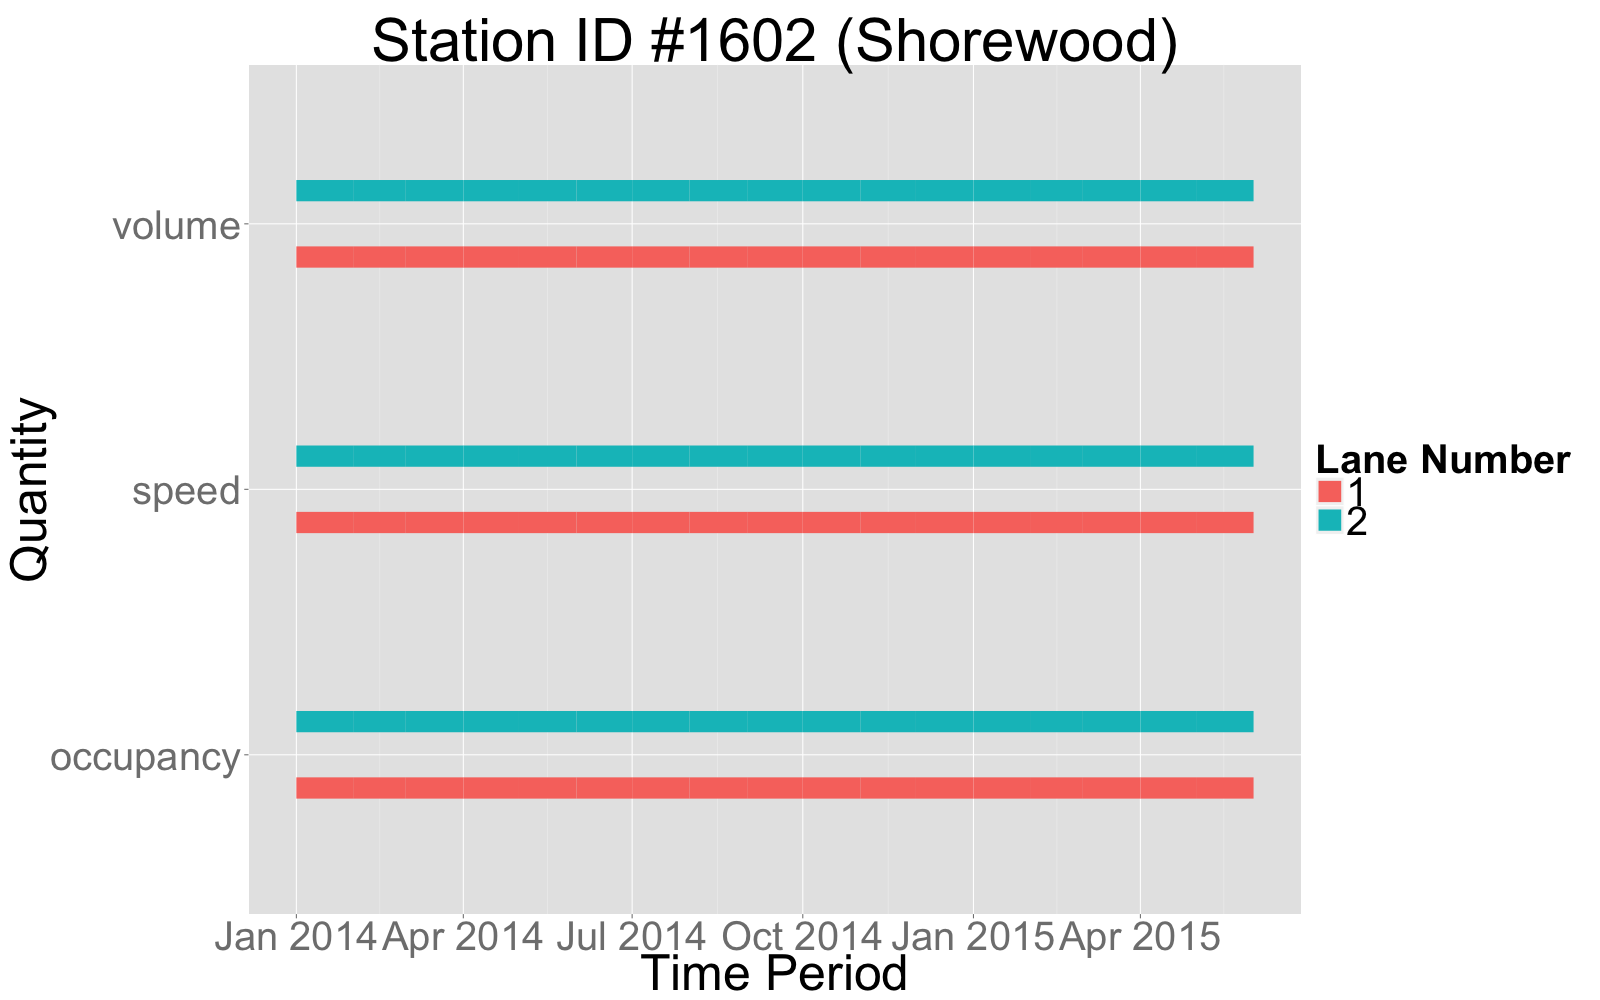 Station ID #1602 (Shorewood)
volume
speed
occupancy
Quantity
Jan 2014 Apr 2014 Jul 2014 Oct 2014 Jan 2015 Apr 2015
Time Period
Lane Number
1
2